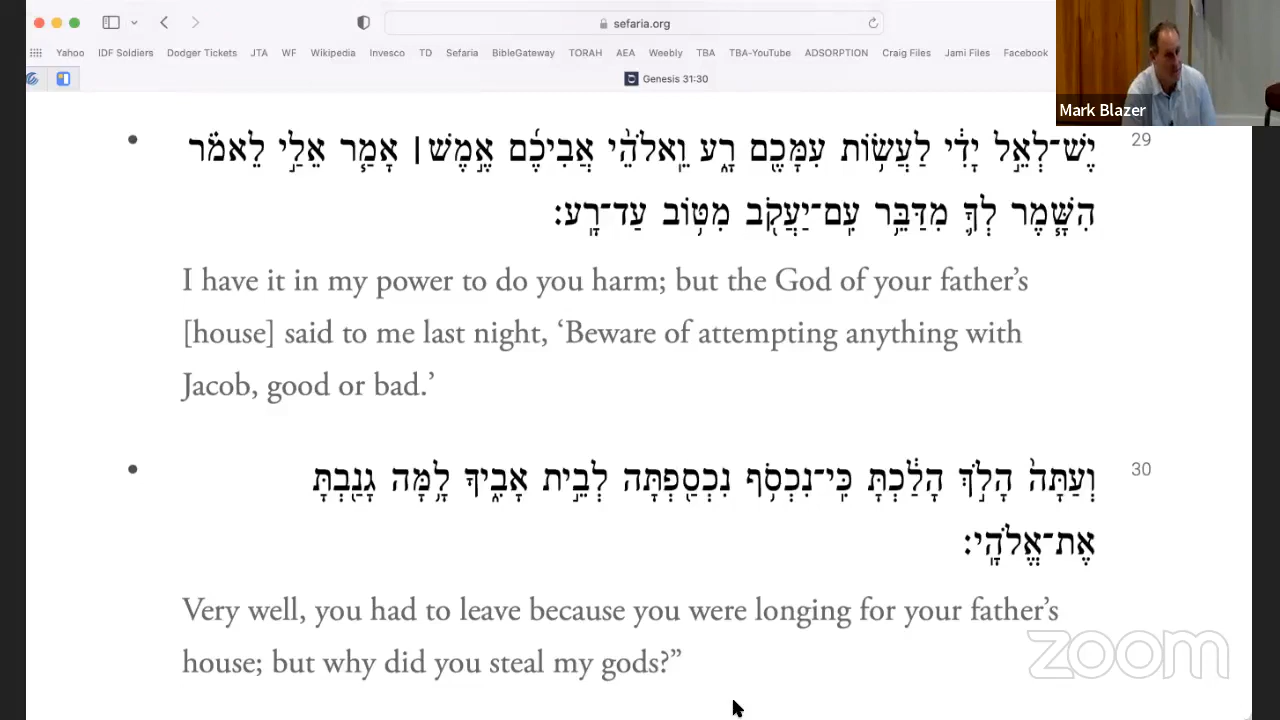 sefaria.org
Yahoo IDF Soldiers Dodger Tickets JTA WF Wikipedia Invesco TD Sefaria BibleGateway TORAH AEA Weebly TBA TBA-YouTube ADSORPTION Craig Files Jami Files Facebook
Genesis 31:30
Mark Blazer
29
יֶשׁ־לְאֵ֣ל יָדִ֔י לַעֲשׂ֥וֹת עִמָּכֶ֖ם רָ֑ע וֵֽאלֹהֵ֨י אֲבִיכֶ֜ם אֶ֣מֶשׁ ׀ אָמַ֧ר אֵלַ֣י לֵאמֹ֗ר
הִשָּׁ֧מֶר לְךָ֛ מִדַּבֵּ֥ר עִֽם־יַעֲקֹ֖ב מִטּ֥וֹב עַד־רָֽע׃
I have it in my power to do you harm; but the God of your father’s
[house] said to me last night, ‘Beware of attempting anything with
Jacob, good or bad.’
30
וְעַתָּה֙ הָלֹ֣ךְ הָלַ֔כְתָּ כִּֽי־נִכְסֹ֥ף נִכְסַ֖פְתָּה לְבֵ֣ית אָבִ֑יךָ לָ֥מָּה גָנַ֖בְתָּ
אֶת־אֱלֹהָֽי׃
Very well, you had to leave because you were longing for your father’s
house; but why did you steal my gods?”
zoom